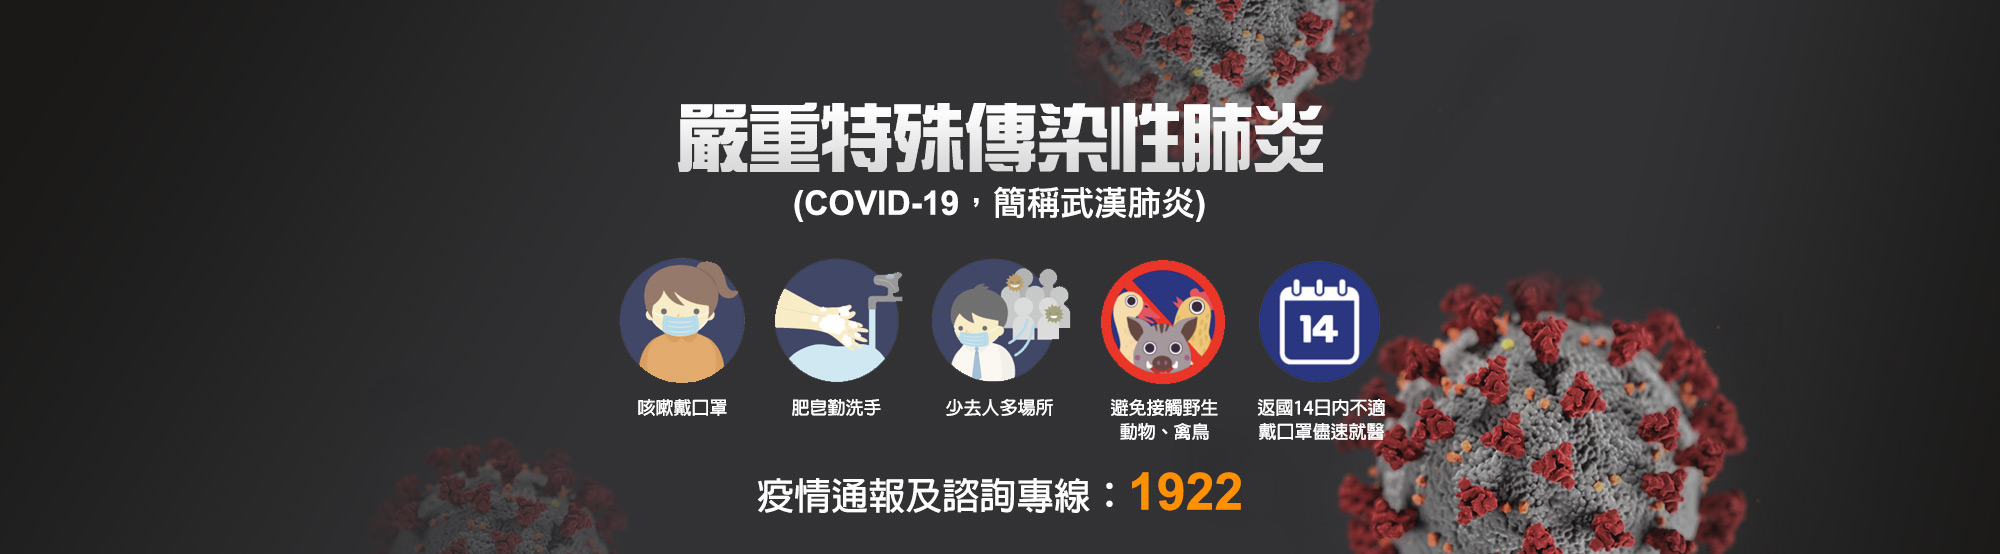 嚴重特殊傳染性肺炎
(COVID-19，簡稱武漢肺炎)
14
咳嗽戴口罩
肥皂勤洗手
少去人多場所
避免接觸野生
動物、禽鳥
返國14日內不適
戴口罩儘速就醫
疫情通報及諮詢專線：1922